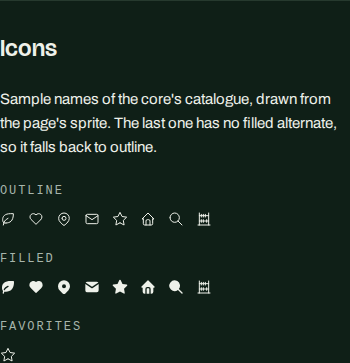 Icons
Sample names of the core's catalogue, drawn from
the page's sprite. The last one has no filled alternate,
so it falls back to outline.
OUTLINE
FILLED
FAVORITES